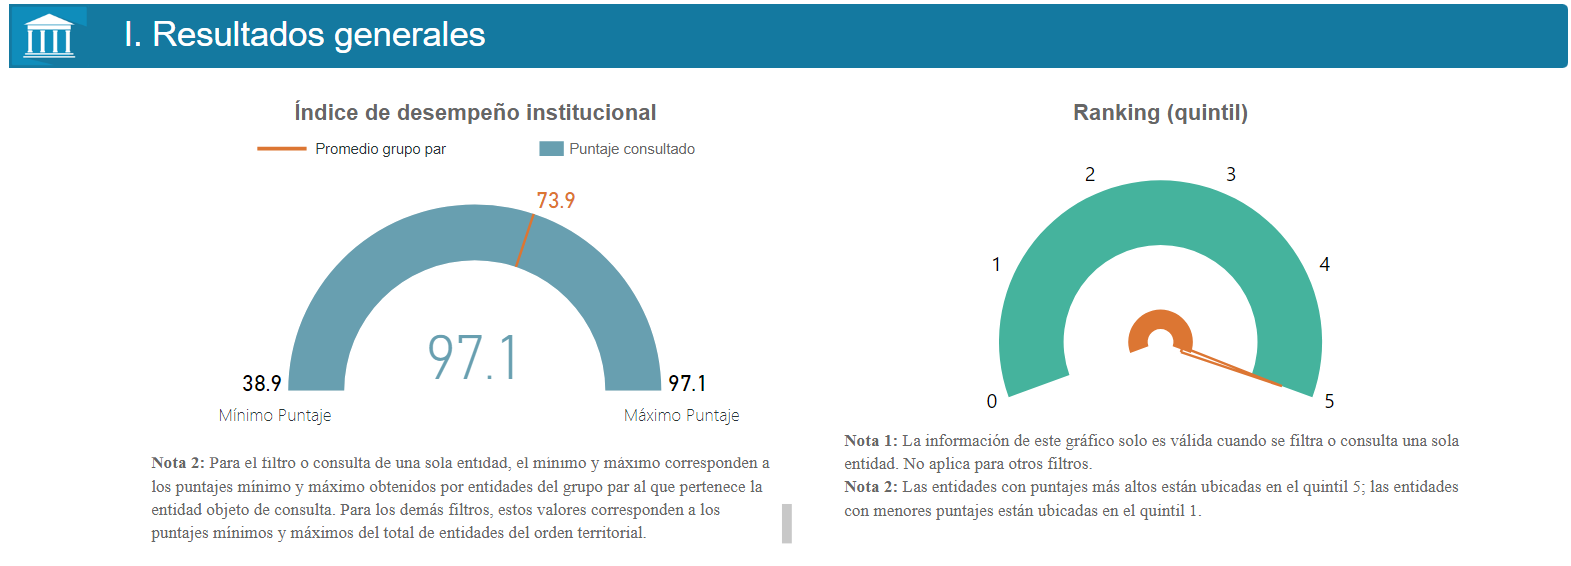 I. Resultados generales
Índice de desempeño institucional
Promedio grupo par
Puntaje consultado
73.9
97.1
38.9
97.1
Mínimo Puntaje
Máximo Puntaje
Nota 2: Para el filtro o consulta de una sola entidad, el mínimo y máximo corresponden a
los puntajes mínimo y máximo obtenidos por entidades del grupo par al que pertenece la
entidad objeto de consulta. Para los demás filtros, estos valores corresponden a los
puntajes mínimos y máximos del total de entidades del orden territorial.
Ranking (quintil)
0
1
2
3
4
5
Nota 1: La información de este gráfico solo es válida cuando se filtra o consulta una sola
entidad. No aplica para otros filtros.
Nota 2: Las entidades con puntajes más altos están ubicadas en el quintil 5; las entidades
con menores puntajes están ubicadas en el quintil 1.